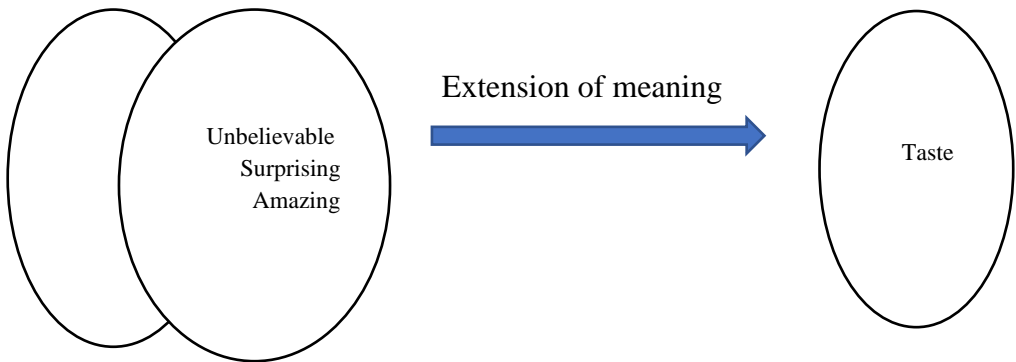 Extension of meaning
Unbelievable
Surprising
Amazing
Taste